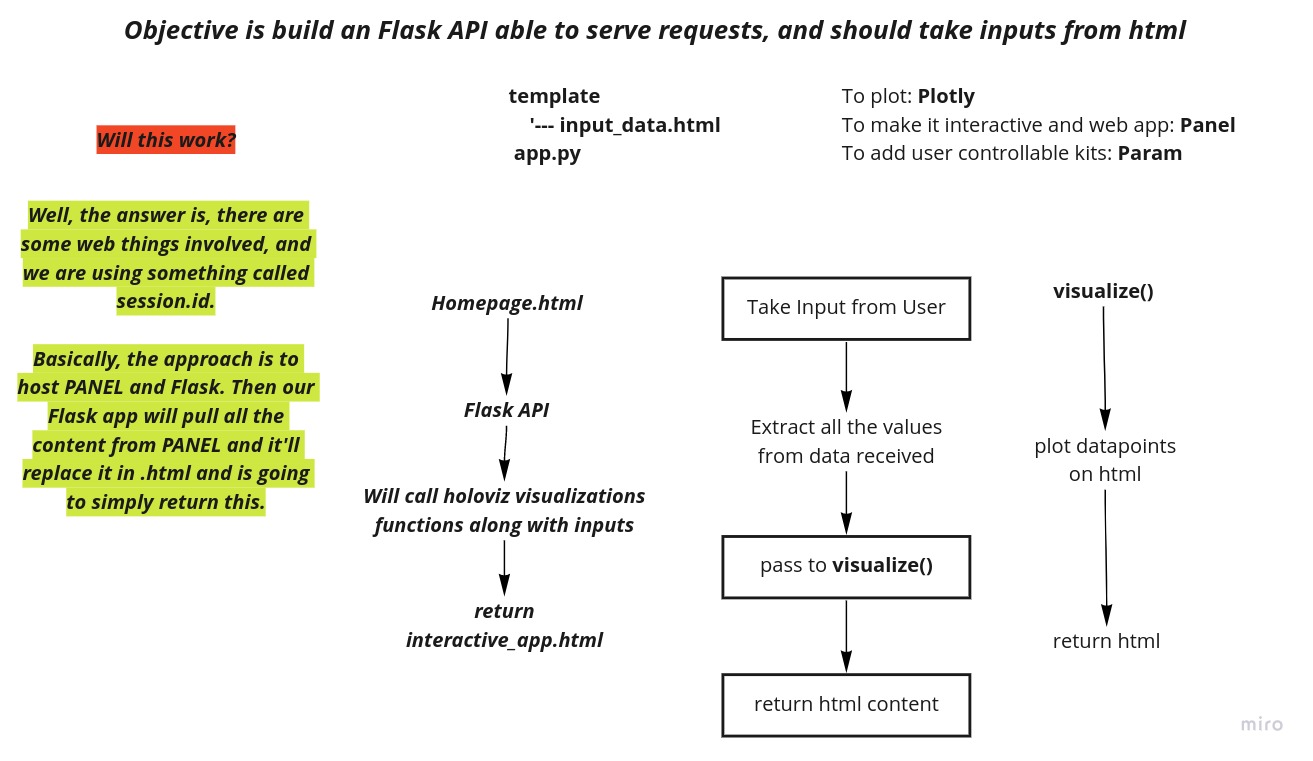 Objective is build an Flask API able to serve requests, and should take inputs from html
template
'--- input_data.html
app.py
To plot: Plotly
To make it interactive and web app: Panel
To add user controllable kits: Param
Will this work?
Well, the answer is, there are
some web things involved, and
we are using something called
session.id.
Basically, the approach is to
host PANEL and Flask. Then our
Flask app will pull all the
content from PANEL and it'll
replace it in .html and is going
to simply return this.
Homepage.html
Flask API
Will call holoviz visualizations
functions along with inputs
return
interactive_app.html
Take Input from User
Extract all the values
from data received
pass to visualize()
return html content
visualize()
plot datapoints
on html
return html
miro